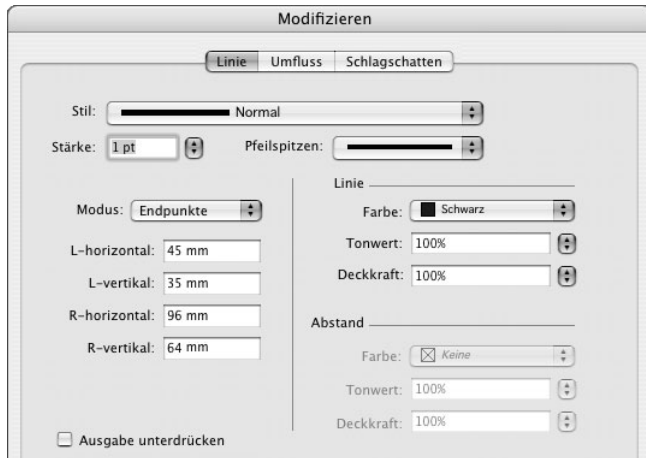 Modifizieren
Linie Umfluss Schlagschatten
Stil: Normal
Stärke: 1 pt Pfeilspitzen:
Modus: Endpunkte
L-horizontal: 45 mm
L-vertikal: 35 mm
R-horizontal: 96 mm
R-vertikal: 64 mm
Ausgabe unterdrücken
Linie
Farbe: Schwarz
Tonwert: 100%
Deckkraft: 100%
Abstand
Farbe: Keine
Tonwert: 100%
Deckkraft: 100%